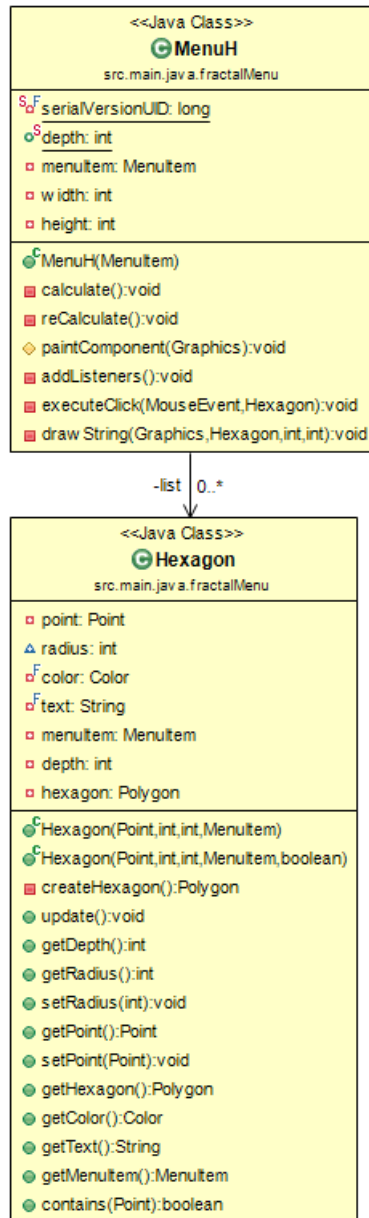 <<Java Class>>
C MenuH
src.main.java.fractalMenu
S F serialVersionUID: long
S depth: int
menuItem: MenuItem
width: int
height: int
C MenuH(MenuItem)
calculate():void
reCalculate():void
paintComponent(Graphics):void
addListeners():void
executeClick(MouseEvent,Hexagon):void
drawString(Graphics,Hexagon,int,int):void
-list 0..*
<<Java Class>>
C Hexagon
src.main.java.fractalMenu
point: Point
radius: int
F color: Color
F text: String
menuItem: MenuItem
depth: int
hexagon: Polygon
C Hexagon(Point,int,int,MenuItem)
C Hexagon(Point,int,int,MenuItem,boolean)
createHexagon():Polygon
update():void
getDepth():int
getRadius():int
setRadius(int):void
getPoint():Point
setPoint(Point):void
getHexagon():Polygon
getColor():Color
getText():String
getMenuItem():MenuItem
contains(Point):boolean